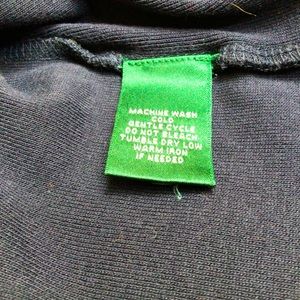 MACHINE WASH
COLD
GENTLE CYCLE
DO NOT BLEACH
TUMBLE DRY LOW
WARM IRON
IF NEEDED